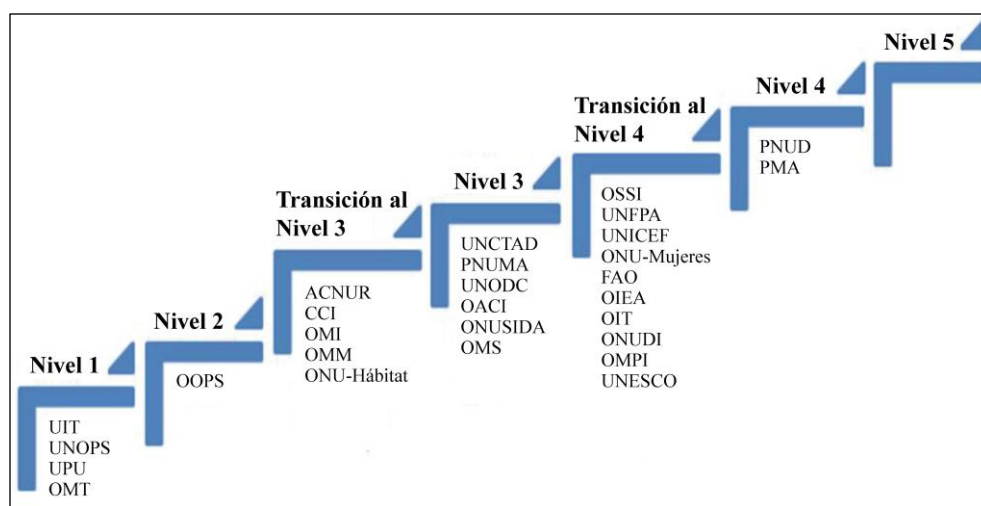 Nivel 1
UIT
UNOPS
UPU
OMT
Nivel 2
OOPS
Transición al
Nivel 3
ACNUR
CCI
OMI
OMM
ONU-Hábitat
Nivel 3
UNCTAD
PNUMA
UNODC
OACI
ONUSIDA
OMS
Transición al
Nivel 4
OSSI
UNFPA
UNICEF
ONU-Mujeres
FAO
OIEA
OIT
ONUDI
OMPI
UNESCO
Nivel 4
PNUD
PMA
Nivel 5